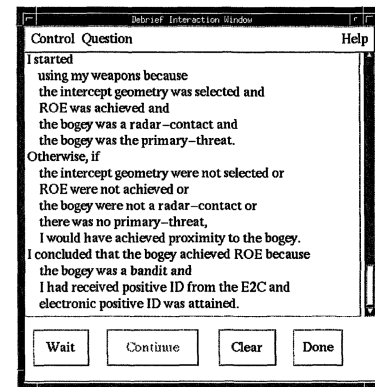 Debrief Interaction Window
Control Question Help
I started
using my weapons because
the intercept geometry was selected and
ROE was achieved and
the bogey was a radar-contact and
the bogey was the primary-threat.
Otherwise, if
the intercept geometry were not selected or
ROE were not achieved or
the bogey were not a radar-contact or
there was no primary-threat,
I would have achieved proximity to the bogey.
I concluded that the bogey achieved ROE because
the bogey was a bandit and
I had received positive ID from the E2C and
electronic positive ID was attained.
Wait Continue Clear Done